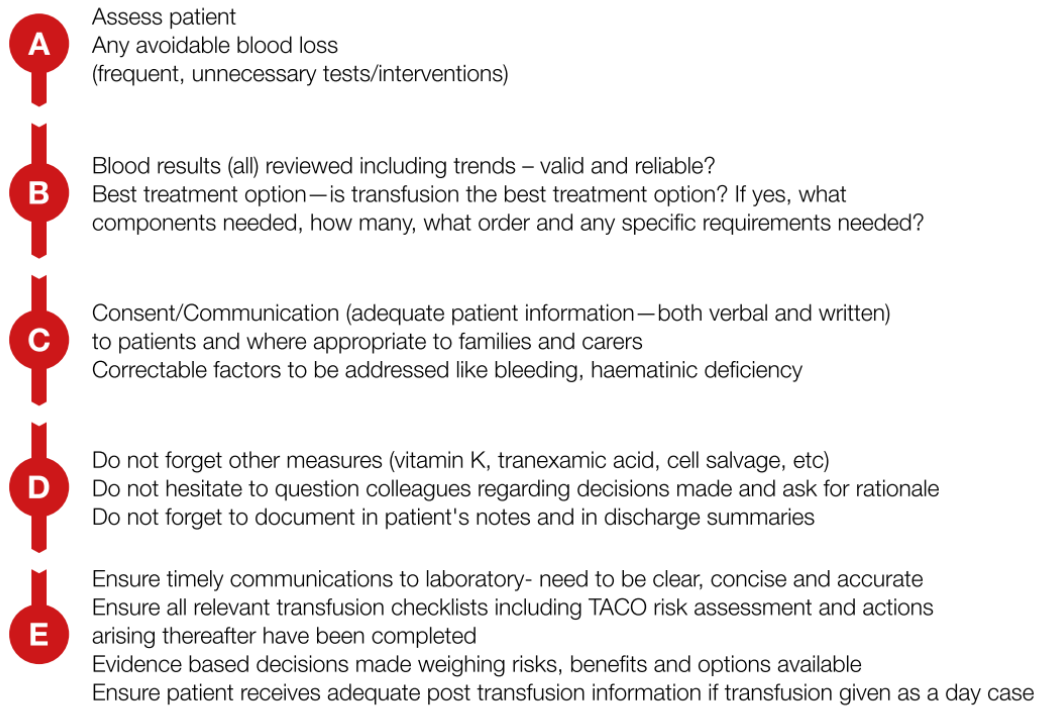 A
Assess patient
Any avoidable blood loss
(frequent, unnecessary tests/interventions)
B
Blood results (all) reviewed including trends – valid and reliable?
Best treatment option—is transfusion the best treatment option? If yes, what
components needed, how many, what order and any specific requirements needed?
C
Consent/Communication (adequate patient information—both verbal and written)
to patients and where appropriate to families and carers
Correctable factors to be addressed like bleeding, haematinic deficiency
D
Do not forget other measures (vitamin K, tranexamic acid, cell salvage, etc)
Do not hesitate to question colleagues regarding decisions made and ask for rationale
Do not forget to document in patient's notes and in discharge summaries
E
Ensure timely communications to laboratory- need to be clear, concise and accurate
Ensure all relevant transfusion checklists including TACO risk assessment and actions
arising thereafter have been completed
Evidence based decisions made weighing risks, benefits and options available
Ensure patient receives adequate post transfusion information if transfusion given as a day case